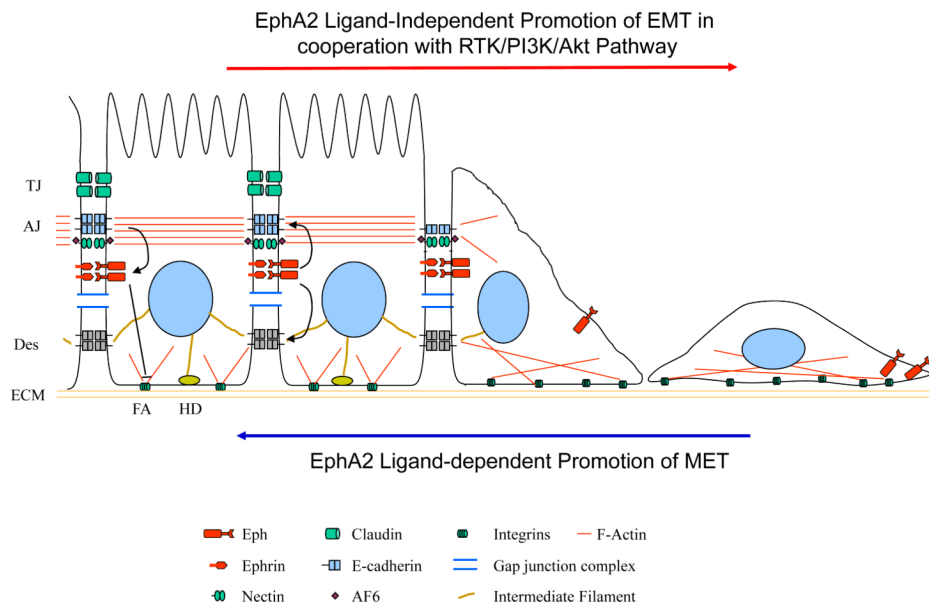 EphA2 Ligand-Independent Promotion of EMT in
cooperation with RTK/PI3K/Akt Pathway
TJ
AJ
Des
ECM
FA
HD
EphA2 Ligand-dependent Promotion of MET
Eph
Claudin
Integrins
F-Actin
Ephrin
E-cadherin
Gap junction complex
Nectin
AF6
Intermediate Filament